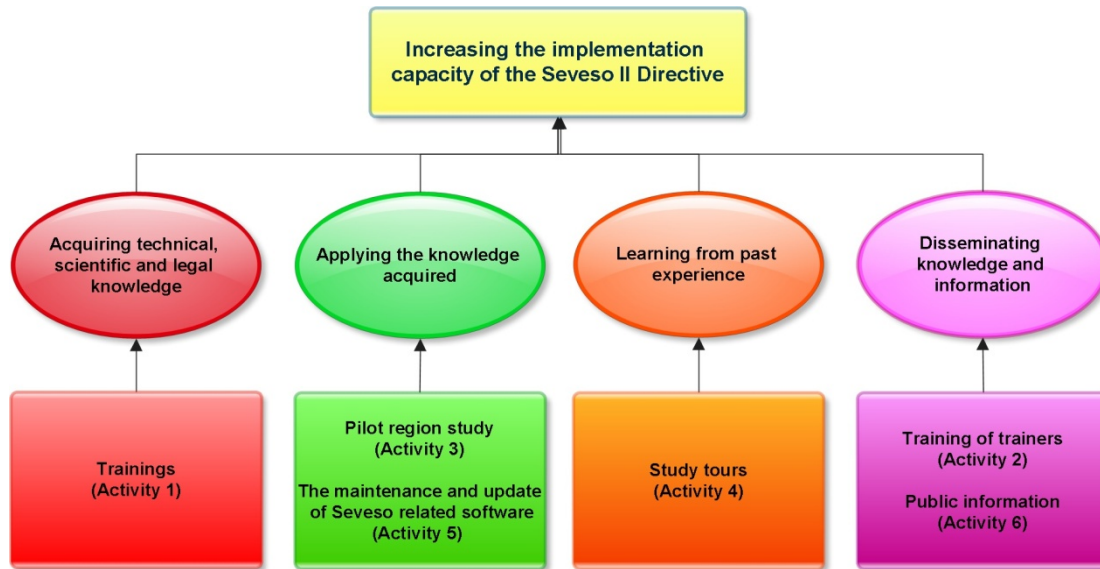 Increasing the implementation
capacity of the Seveso II Directive
Acquiring technical,
scientific and legal
knowledge
Applying the knowledge
acquired
Learning from past
experience
Disseminating
knowledge and
information
Trainings
(Activity 1)
Pilot region study
(Activity 3)
The maintenance and update
of Seveso related software
(Activity 5)
Study tours
(Activity 4)
Training of trainers
(Activity 2)
Public information
(Activity 6)